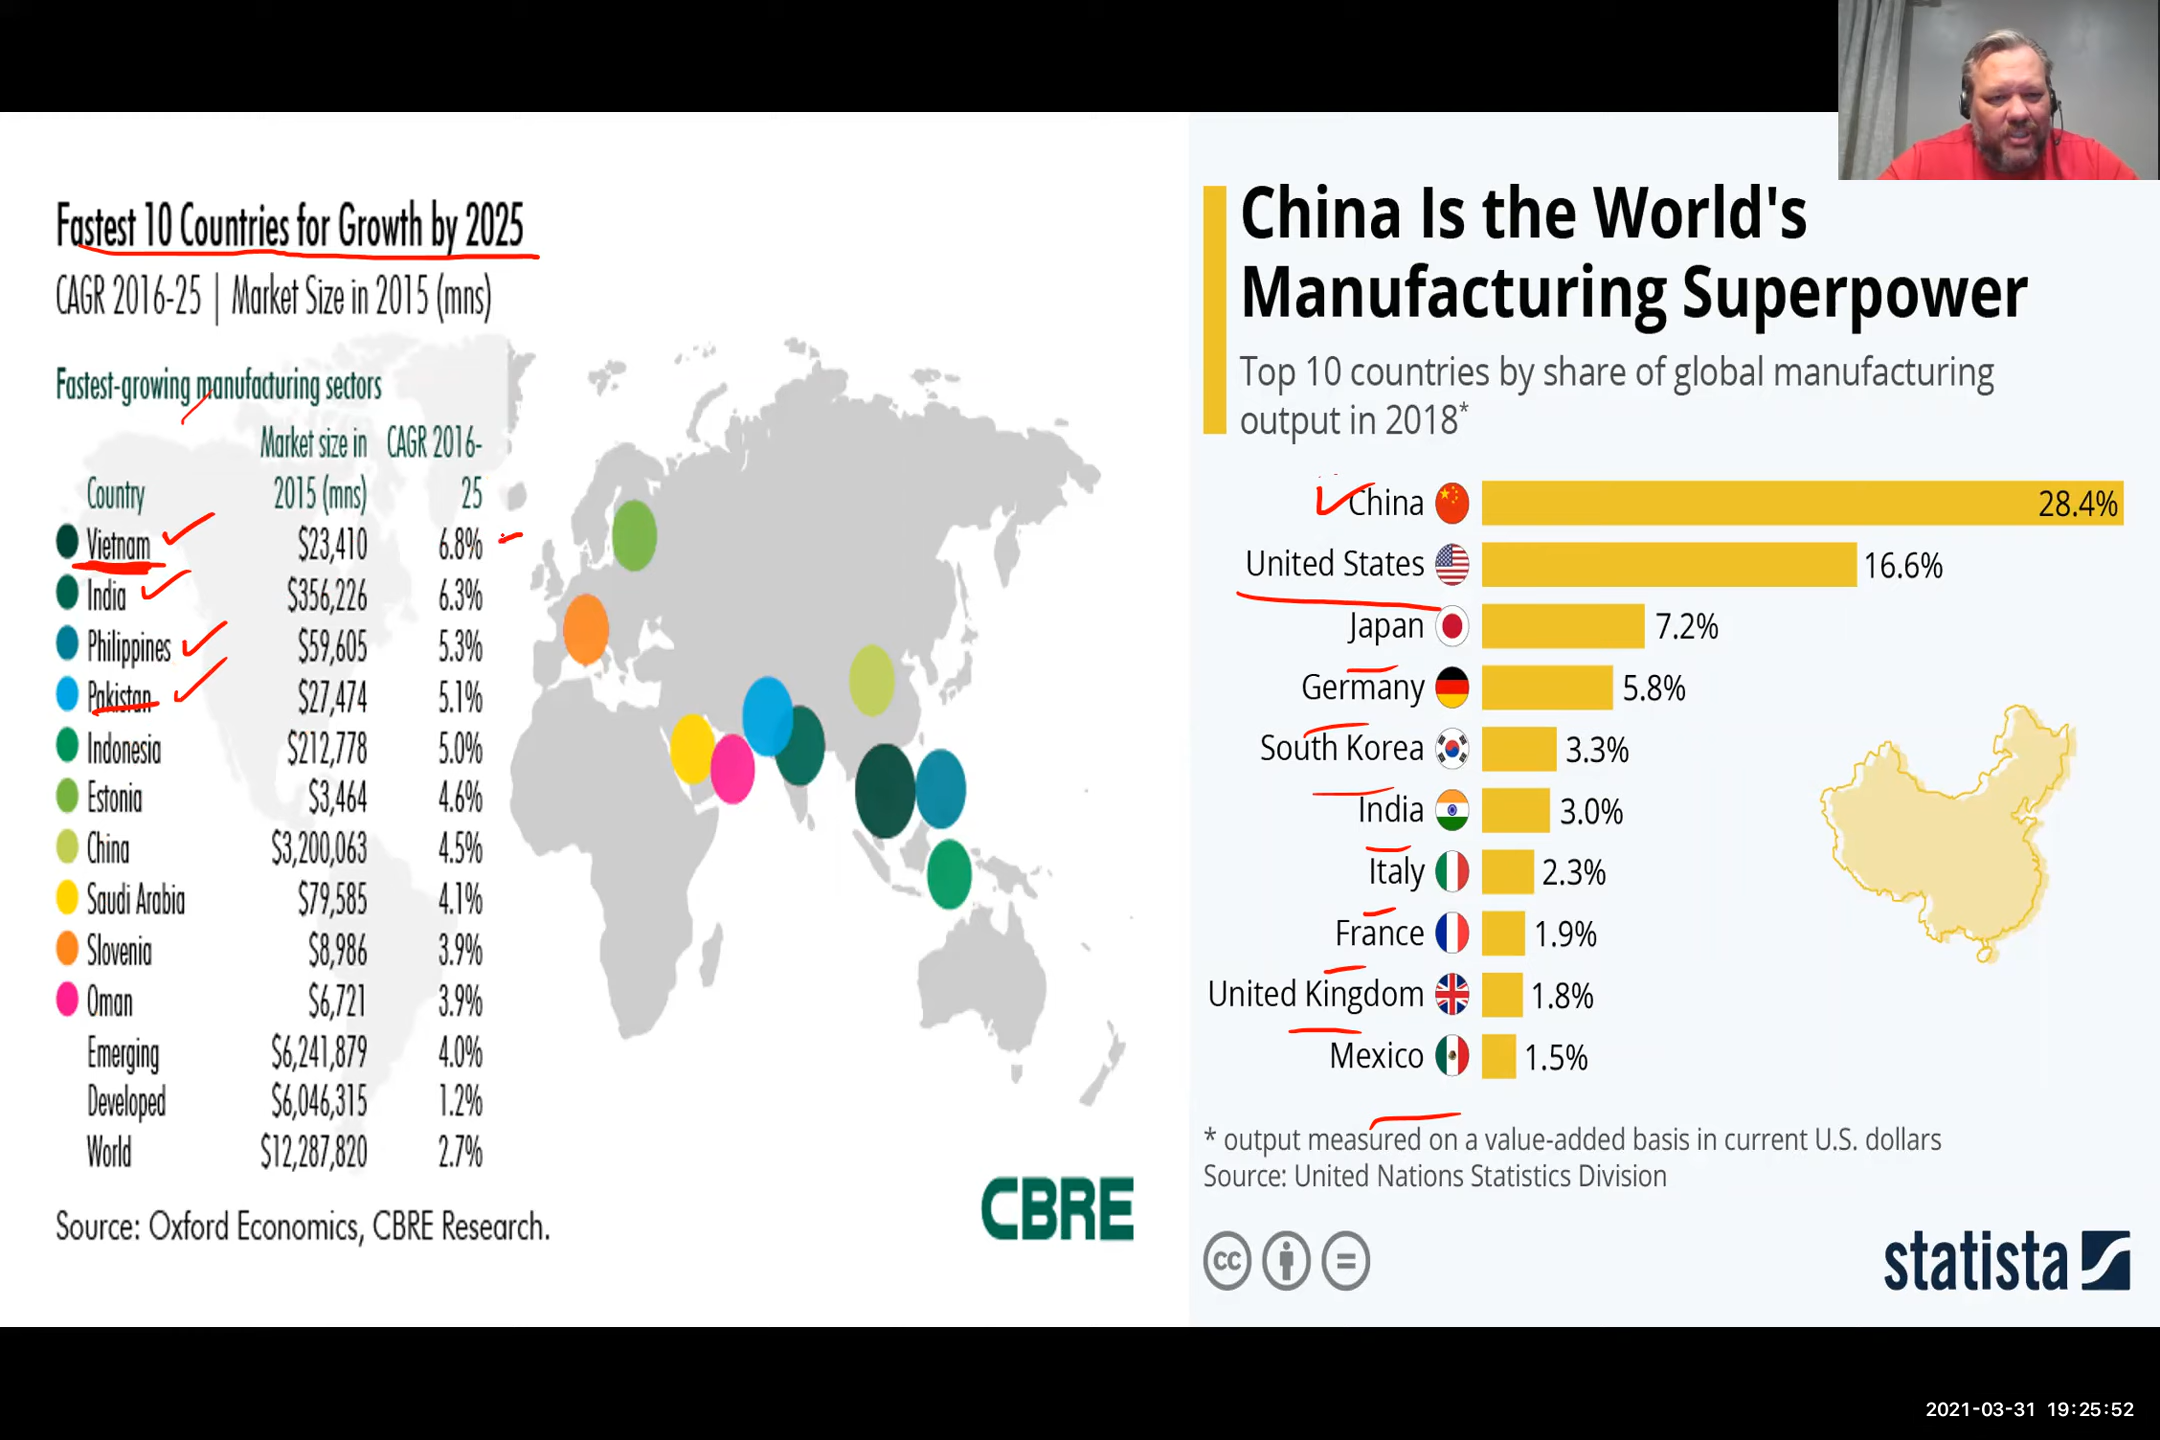 Fastest 10 Countries for Growth by 2025
CAGR 2016-25 | Market Size in 2015 (mns)
Fastest-growing manufacturing sectors
Market size in CAGR 2016-
Country 2015 (mns) 25
Vietnam $23,410 6.8%
India $356,226 6.3%
Philippines $59,605 5.3%
Pakistan $27,474 5.1%
Indonesia $212,778 5.0%
Estonia $3,464 4.6%
China $3,200,063 4.5%
Saudi Arabia $79,585 4.1%
Slovenia $8,986 3.9%
Oman $6,721 3.9%
Emerging $6,241,879 4.0%
Developed $6,046,315 1.2%
World $12,287,820 2.7%
Source: Oxford Economics, CBRE Research.
CBRE
China Is the World's
Manufacturing Superpower
Top 10 countries by share of global manufacturing
output in 2018*
China 28.4%
United States 16.6%
Japan 7.2%
Germany 5.8%
South Korea 3.3%
India 3.0%
Italy 2.3%
France 1.9%
United Kingdom 1.8%
Mexico 1.5%
* output measured on a value-added basis in current U.S. dollars
Source: United Nations Statistics Division
cc
statista
2021-03-31 19:25:52